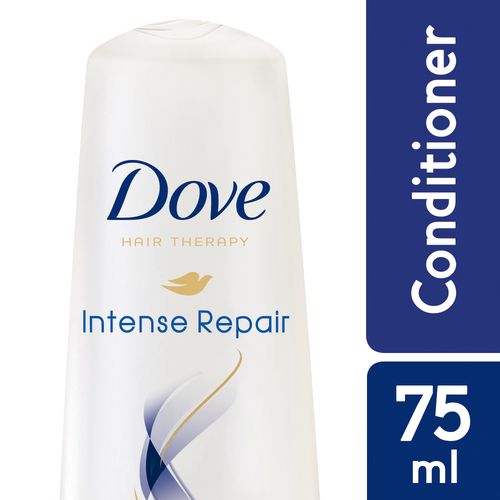 Dove
HAIR THERAPY
Intense Repair
Conditioner
75
ml